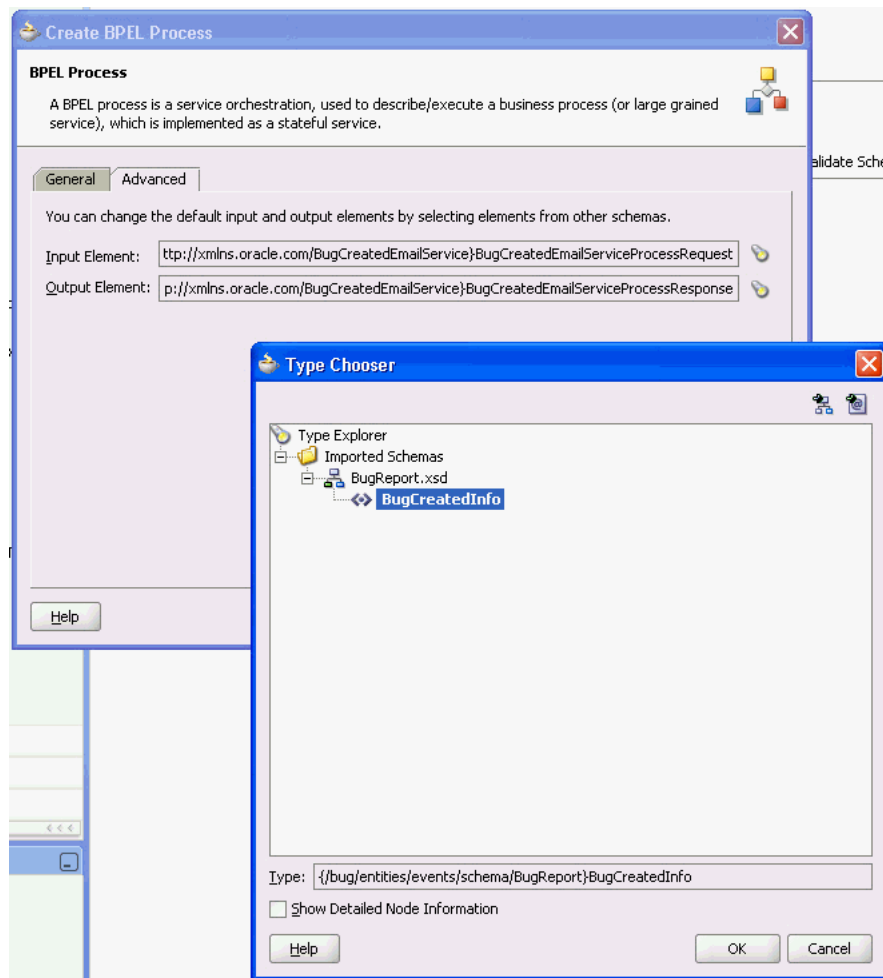 Create BPEL Process
BPEL Process
A BPEL process is a service orchestration, used to describe/execute a business process (or large grained
service), which is implemented as a stateful service.
alidate Sche
General Advanced
You can change the default input and output elements by selecting elements from other schemas.
Input Element: ttp://xmlns.oracle.com/BugCreatedEmailService}BugCreatedEmailServiceProcessRequest
Output Element: p://xmlns.oracle.com/BugCreatedEmailService}BugCreatedEmailServiceProcessResponse
Type Chooser
Type Explorer
Imported Schemas
BugReport.xsd
BugCreatedInfo
Help
Type: {/bug/entities/events/schema/BugReport}BugCreatedInfo
Show Detailed Node Information
Help OK Cancel